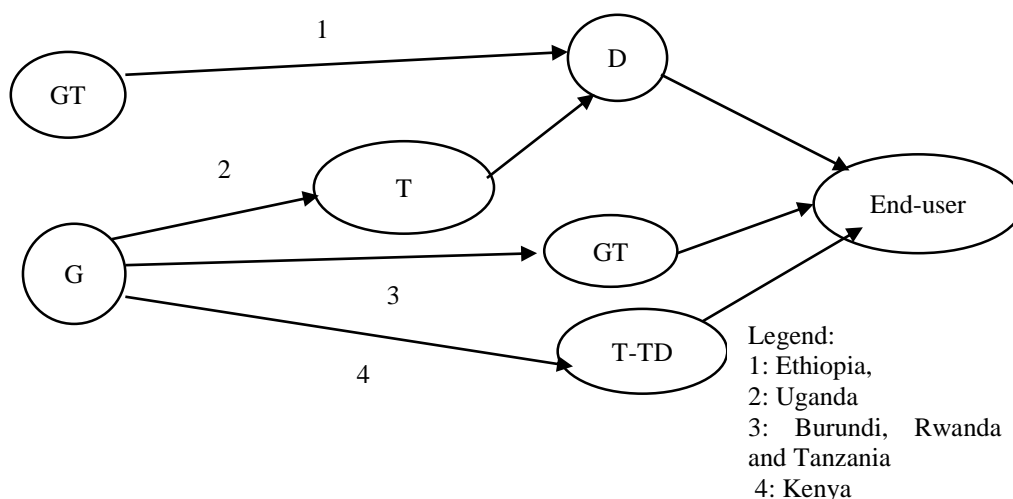 1
D
GT
2
T
End-user
GT
G
3
T-TD
4
Legend:
1: Ethiopia,
2: Uganda
3: Burundi, Rwanda
and Tanzania
4: Kenya